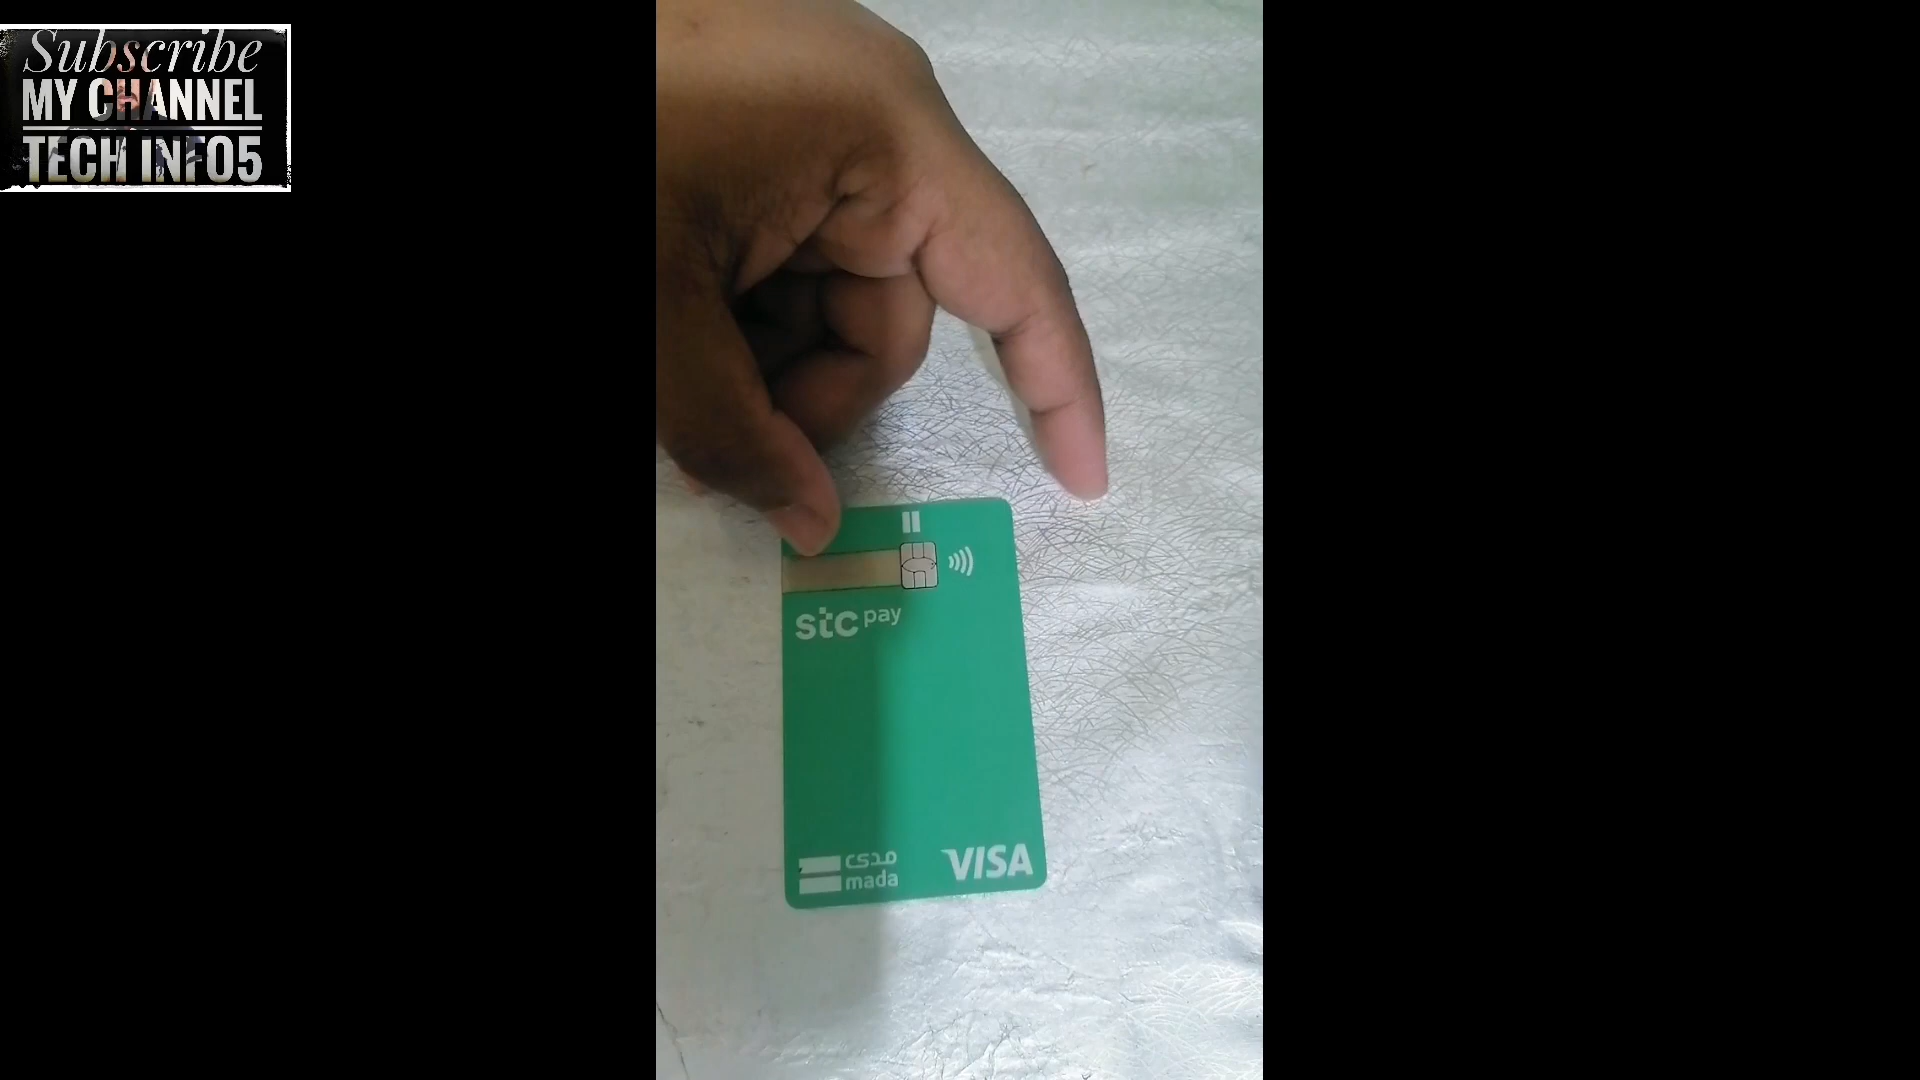 Subscribe
MY CHANNEL
TECH INFO5
stc pay
مدى
mada
VISA